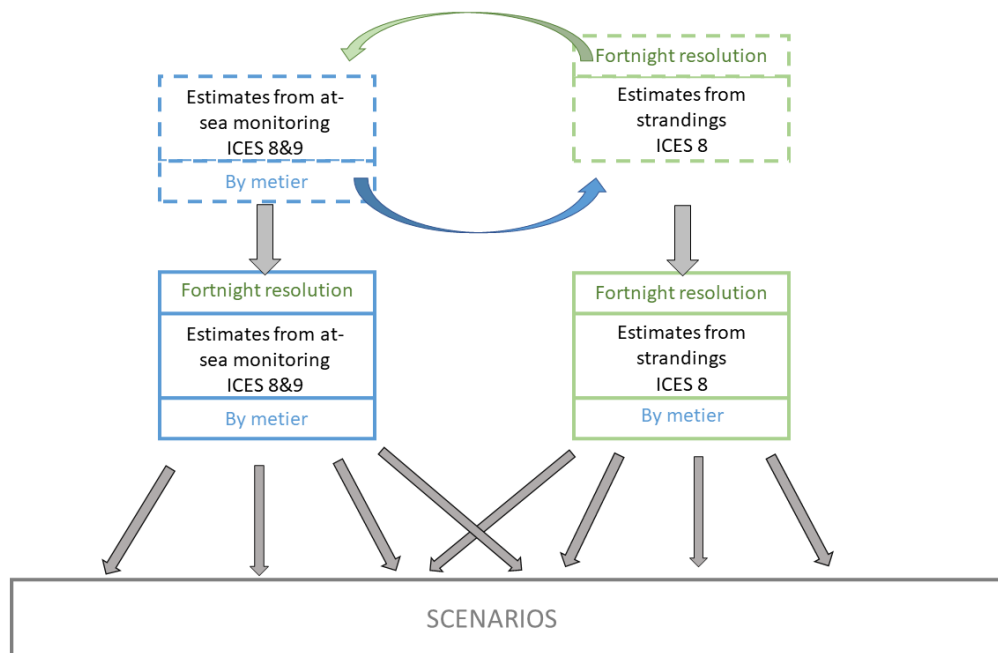 Fortnight resolution
Estimates from at-
sea monitoring
ICES 8&9
By metier
Estimates from
strandings
ICES 8
Fortnight resolution
Estimates from at-
sea monitoring
ICES 8&9
By metier
Fortnight resolution
Estimates from
strandings
ICES 8
By metier
SCENARIOS